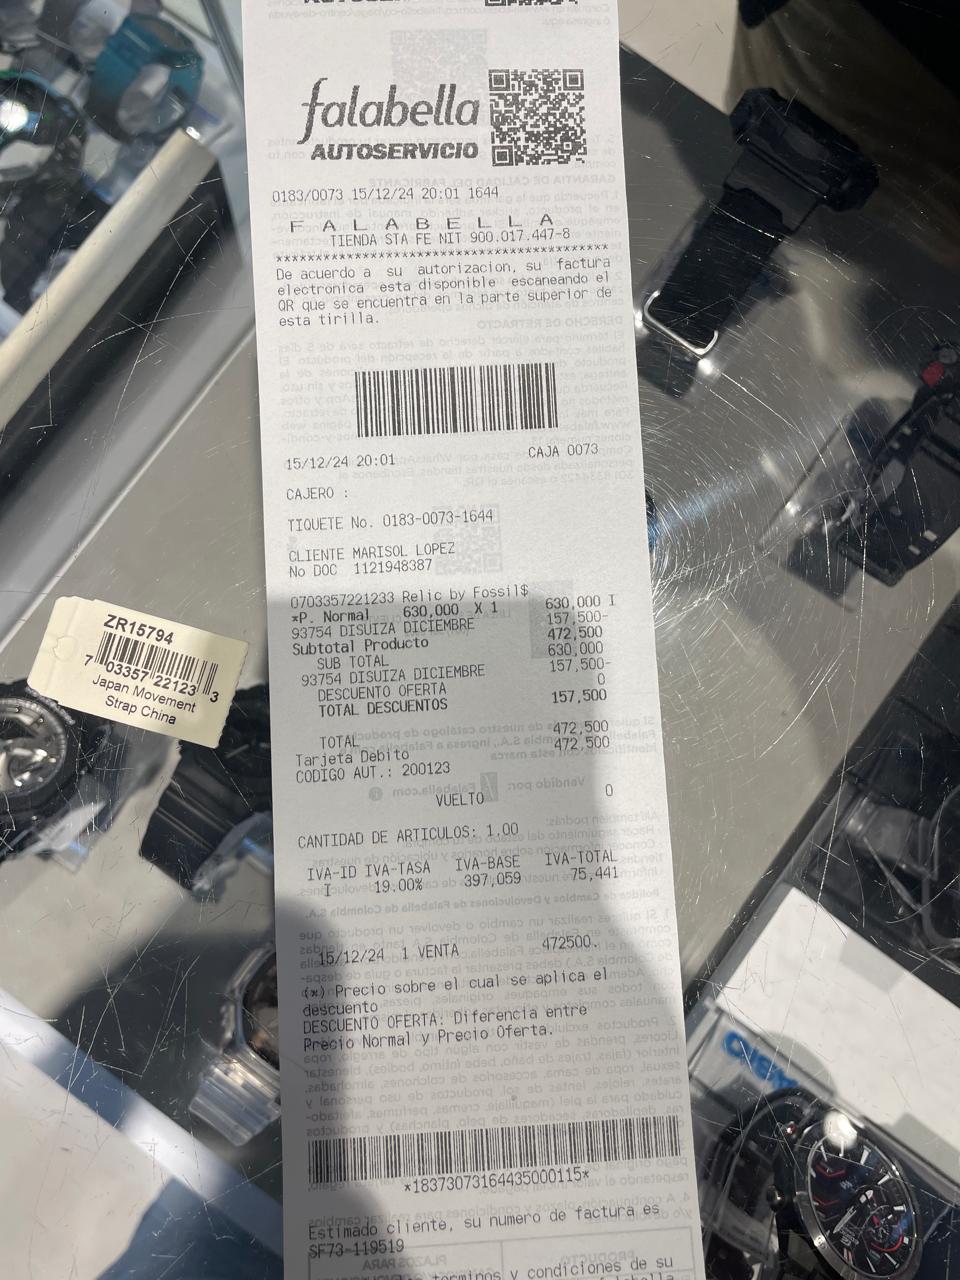 falabella
AUTOSERVICIO
0183/0073 15/12/24 20:01 1644
F A L A B E L L A
TIENDA STA FE NIT 900.017.447-8
******************************************
De acuerdo a su autorizacion, su factura
electronica esta disponible escaneando el
QR que se encuentra en la parte superior de
esta tirilla.
15/12/24 20:01 CAJA 0073
CAJERO :
TIQUETE No. 0183-0073-1644
CLIENTE MARISOL LOPEZ
No DOC 1121948387
0703357221233 Relic by Fossil$ 630,000 I
*P. Normal 630,000 X 1
93754 DISUIZA DICIEMBRE 157,500-
Subtotal Producto 472,500
SUB TOTAL 630,000
93754 DISUIZA DICIEMBRE 157,500-
DESCUENTO OFERTA 0
TOTAL DESCUENTOS 157,500
TOTAL 472,500
Tarjeta Debito 472,500
CODIGO AUT.: 200123
VUELTO 0
CANTIDAD DE ARTICULOS: 1.00
IVA-ID IVA-TASA IVA-BASE IVA-TOTAL
I 19.00% 397,059 75,441
15/12/24 1 VENTA 472500.
(*) Precio sobre el cual se aplica el
descuento
DESCUENTO OFERTA: Diferencia entre
Precio Normal y Precio Oferta.
*18373073164435000115*
Estimado cliente, su numero de factura es
SF73-119519
terminos y condiciones de su
ZR15794
7 03357 22123 3
Japan Movement
Strap China